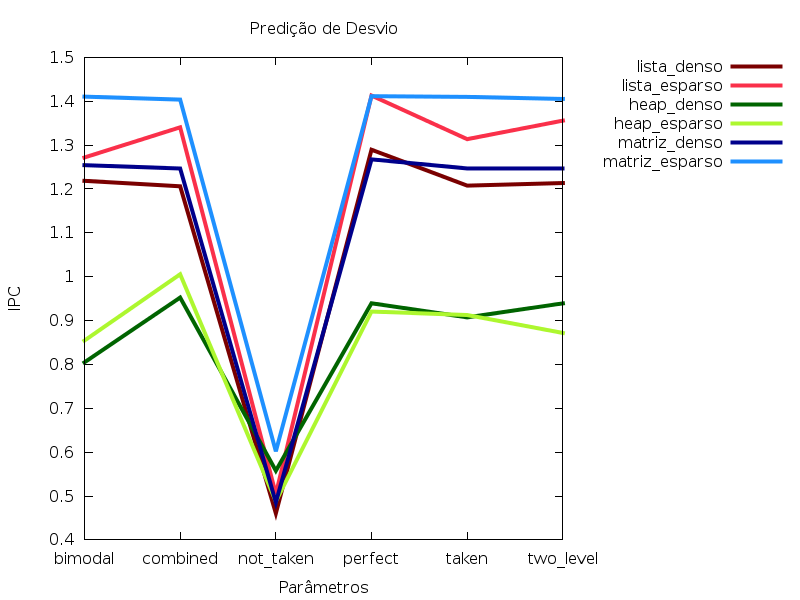 Predição de Desvio
1.5
1.4
1.3
1.2
1.1
1
0.9
0.8
0.7
0.6
0.5
0.4
IPC
bimodal combined not_taken perfect taken two_level
Parâmetros
lista_denso
lista_esparso
heap_denso
heap_esparso
matriz_denso
matriz_esparso